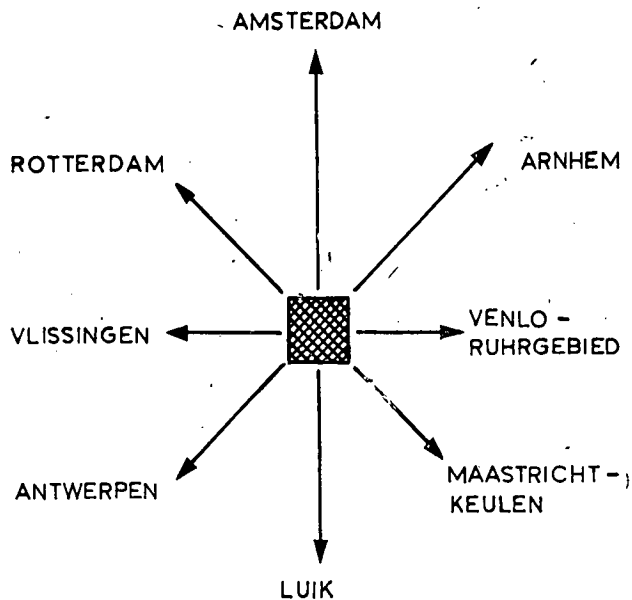 AMSTERDAM
ROTTERDAM
ARNHEM
VLISSINGEN
VENLO -
RUHRGEBIED
ANTWERPEN
MAASTRICHT -
KEULEN
LUIK